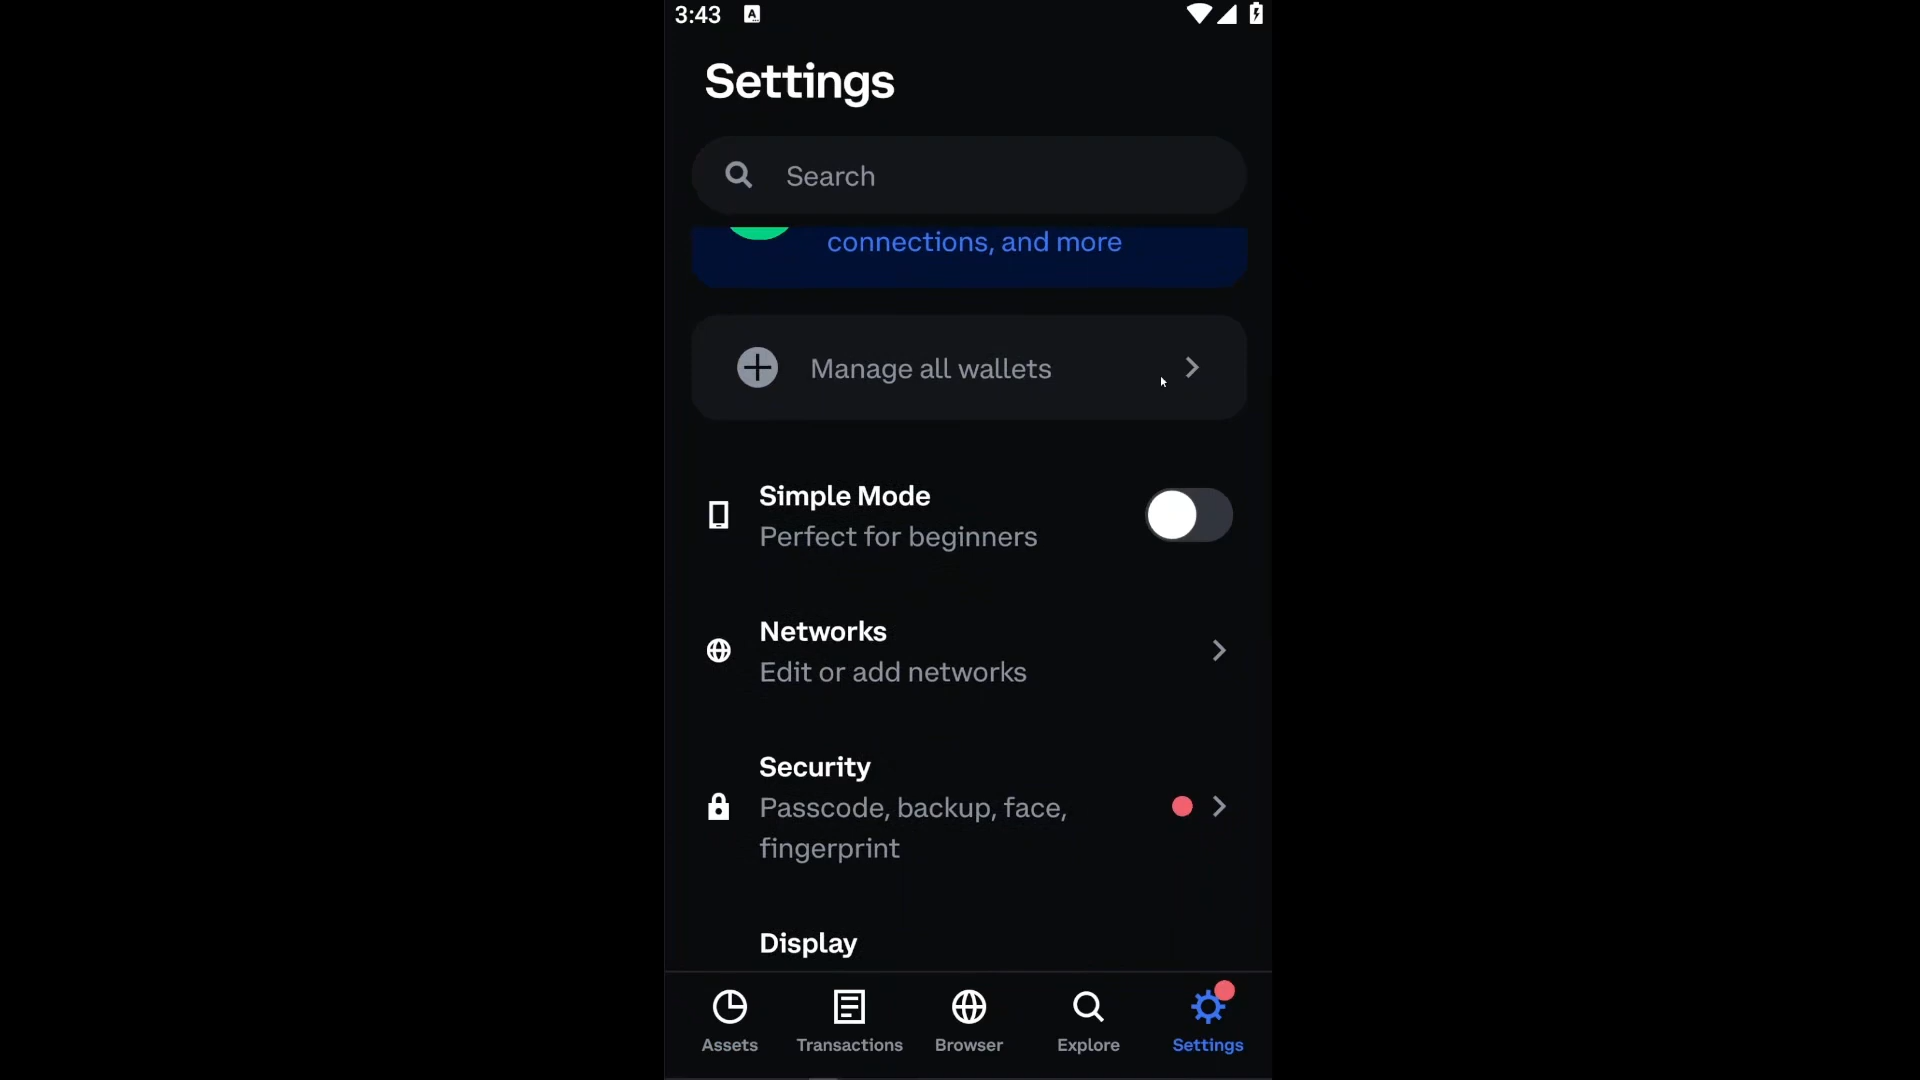 3:43
A
Settings
Search
connections, and more
Manage all wallets
Simple Mode
Perfect for beginners
Networks
Edit or add networks
Security
Passcode, backup, face,
fingerprint
Display
Assets
Transactions
Browser
Explore
Settings